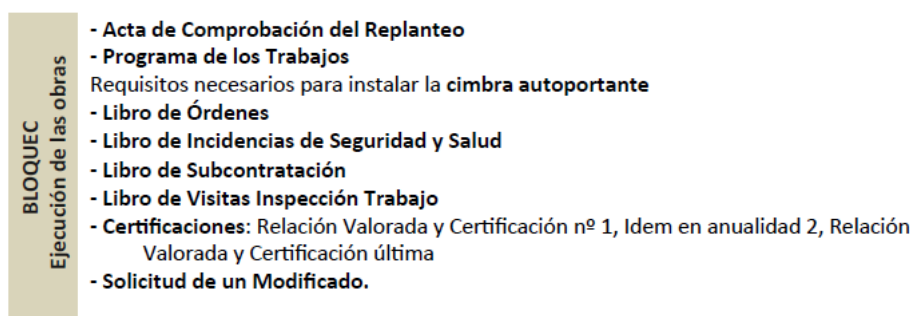 BLOQUEC
Ejecución de las obras
- Acta de Comprobación del Replanteo
- Programa de los Trabajos
Requisitos necesarios para instalar la cimbra autoportante
- Libro de Órdenes
- Libro de Incidencias de Seguridad y Salud
- Libro de Subcontratación
- Libro de Visitas Inspección Trabajo
- Certificaciones: Relación Valorada y Certificación nº 1, Idem en anualidad 2, Relación
Valorada y Certificación última
- Solicitud de un Modificado.